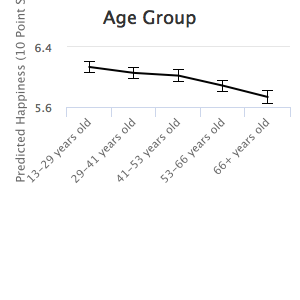 Age Group
Predicted Happiness (10 Point S
6.4
5.6
13–29 years old
29–41 years old
41–53 years old
53–66 years old
66+ years old